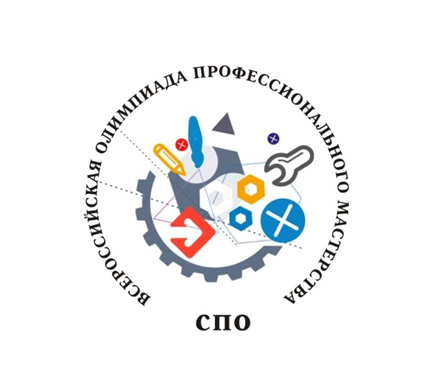 ВСЕРОССИЙСКАЯ ОЛИМПИАДА ПРОФЕССИОНАЛЬНОГО МАСТЕРСТВА
СПО